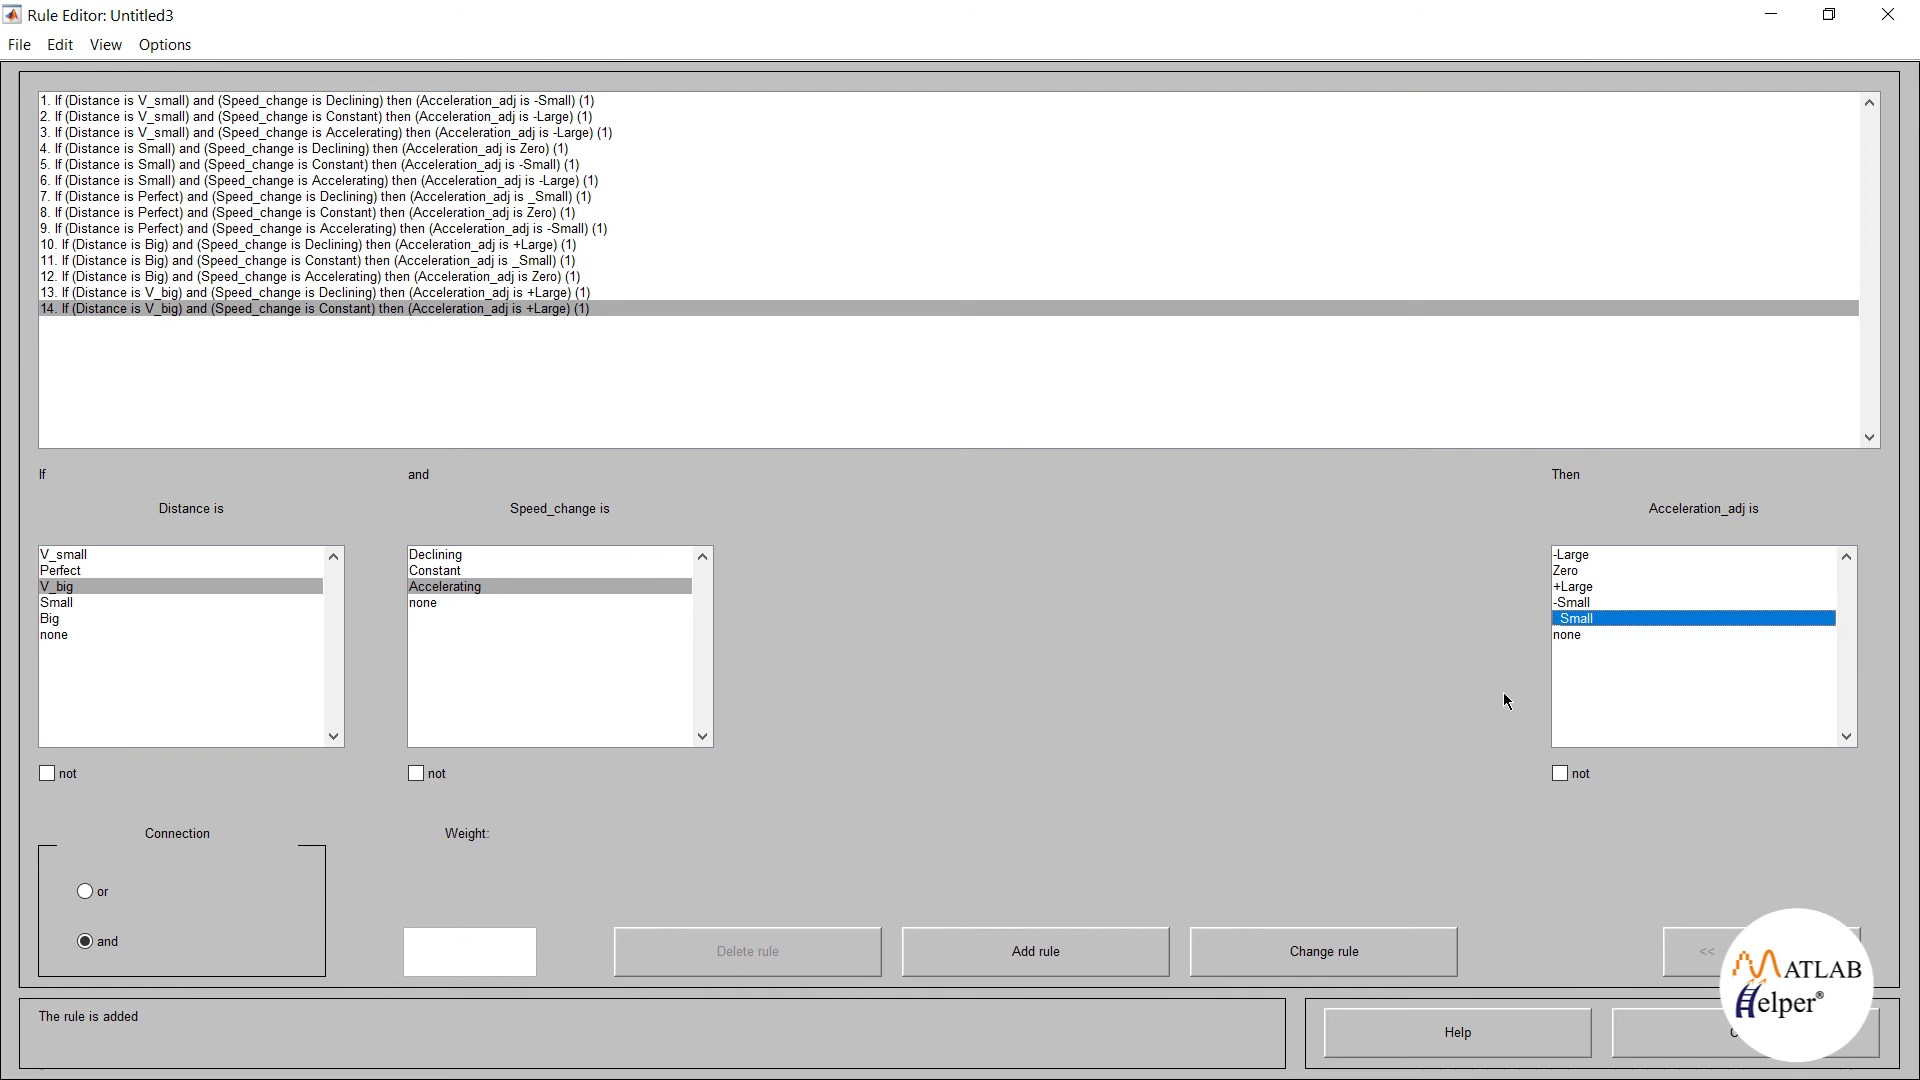 Rule Editor: Untitled3
File Edit View Options
1. If (Distance is V_small) and (Speed_change is Declining) then (Acceleration_adj is -Small) (1)
2. If (Distance is V_small) and (Speed_change is Constant) then (Acceleration_adj is -Large) (1)
3. If (Distance is V_small) and (Speed_change is Accelerating) then (Acceleration_adj is -Large) (1)
4. If (Distance is Small) and (Speed_change is Declining) then (Acceleration_adj is Zero) (1)
5. If (Distance is Small) and (Speed_change is Constant) then (Acceleration_adj is -Small) (1)
6. If (Distance is Small) and (Speed_change is Accelerating) then (Acceleration_adj is -Large) (1)
7. If (Distance is Perfect) and (Speed_change is Declining) then (Acceleration_adj is _Small) (1)
8. If (Distance is Perfect) and (Speed_change is Constant) then (Acceleration_adj is Zero) (1)
9. If (Distance is Perfect) and (Speed_change is Accelerating) then (Acceleration_adj is -Small) (1)
10. If (Distance is Big) and (Speed_change is Declining) then (Acceleration_adj is +Large) (1)
11. If (Distance is Big) and (Speed_change is Constant) then (Acceleration_adj is _Small) (1)
12. If (Distance is Big) and (Speed_change is Accelerating) then (Acceleration_adj is Zero) (1)
13. If (Distance is V_big) and (Speed_change is Declining) then (Acceleration_adj is +Large) (1)
14. If (Distance is V_big) and (Speed_change is Constant) then (Acceleration_adj is +Large) (1)
If and Then
Distance is Speed_change is Acceleration_adj is
V_small
Perfect
V_big
Small
Big
none
Declining
Constant
Accelerating
none
-Large
Zero
+Large
-Small
_Small
none
not not not
Connection Weight:
or
and
Delete rule Add rule Change rule <<
The rule is added
Help
MATLAB
Helper®